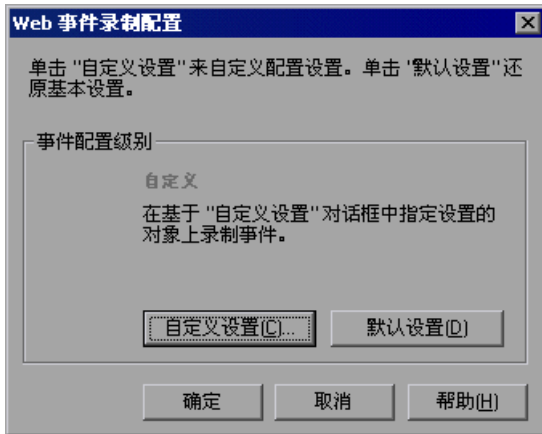 Web 事件录制配置
单击 "自定义设置"来自定义配置设置。单击 '默认设置"还
原基本设置。
事件配置级别
自定义
在基于 "自定义设置"对话框中指定设置的
对象上录制事件。
自定义设置(C)...
默认设置(D)
确定
取消
帮助(H)